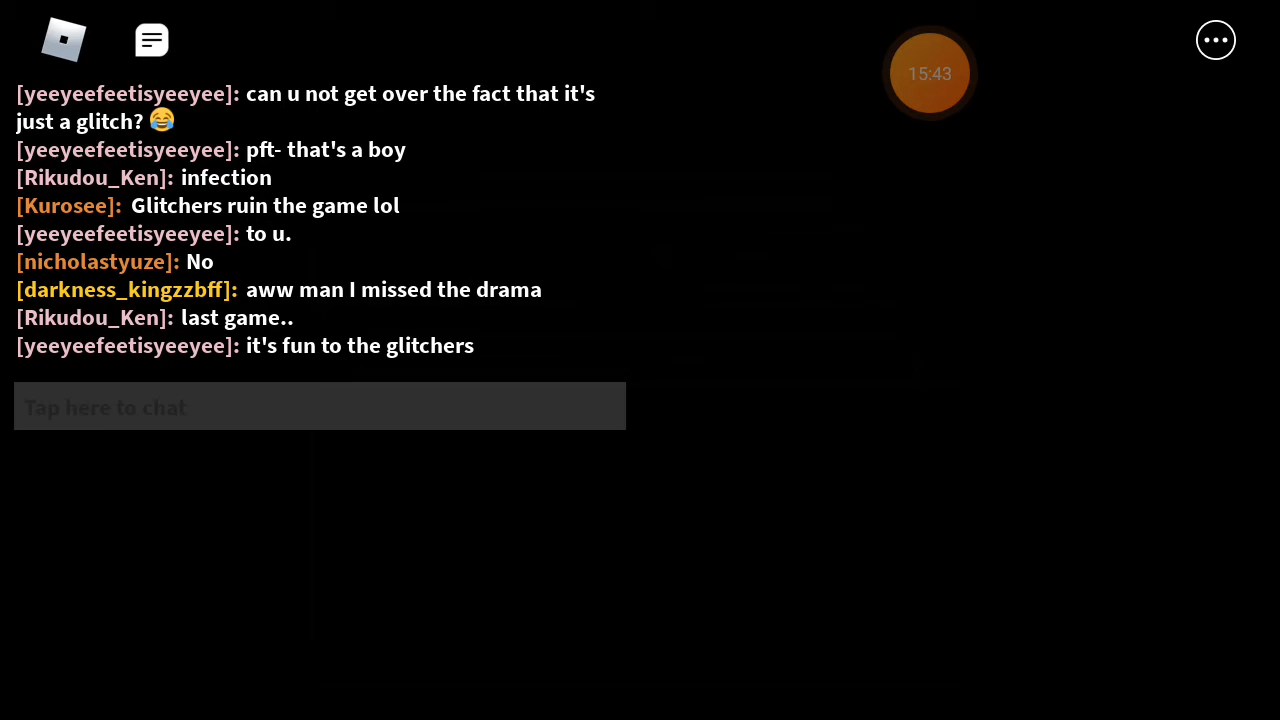 15:43
[yeeyeefeetisyeeyee]: can u not get over the fact that it's
just a glitch? 😂
[yeeyeefeetisyeeyee]: pft- that's a boy
[Rikudou_Ken]: infection
[Kurosee]: Glitchers ruin the game lol
[yeeyeefeetisyeeyee]: to u.
[nicholastyuze]: No
[darkness_kingzzbff]: aww man I missed the drama
[Rikudou_Ken]: last game..
[yeeyeefeetisyeeyee]: it's fun to the glitchers
Tap here to chat